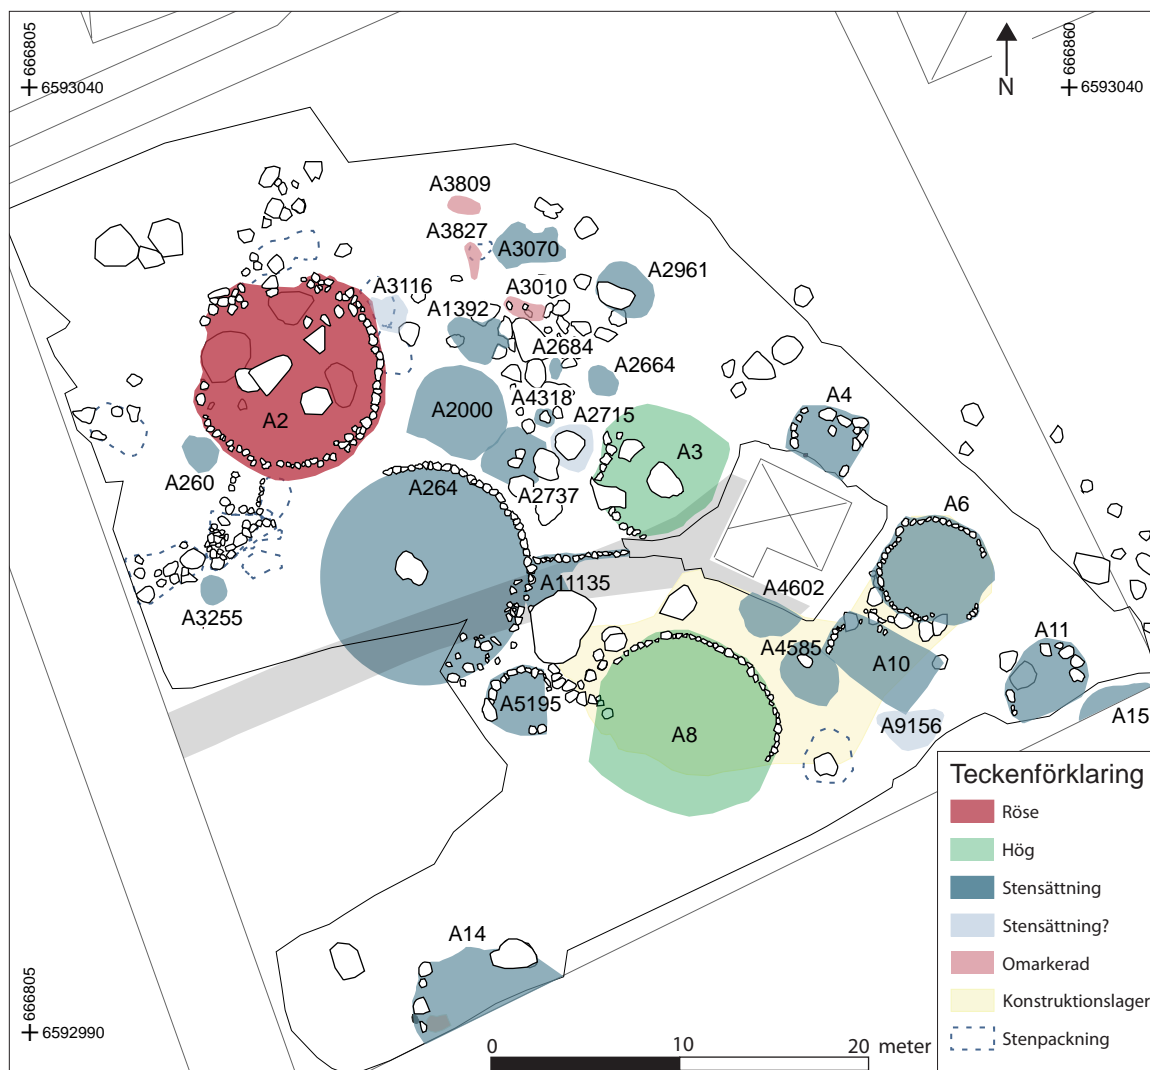 666805
6593040
666860
6593040
N
A3809
A3827
A3070
A2961
A3116
A3010
A1392
A2684
A2664
A4318
A2000
A2715
A4
A2
A3
A260
A264
A2737
A6
A11135
A4602
A3255
A4585
A10
A11
A5195
A8
A9156
A15
A14
Teckenförklaring
Röse
Hög
Stensättning
Stensättning?
Omarkerad
Konstruktionslager
Stenpackning
666805
6592990
0 10 20 meter